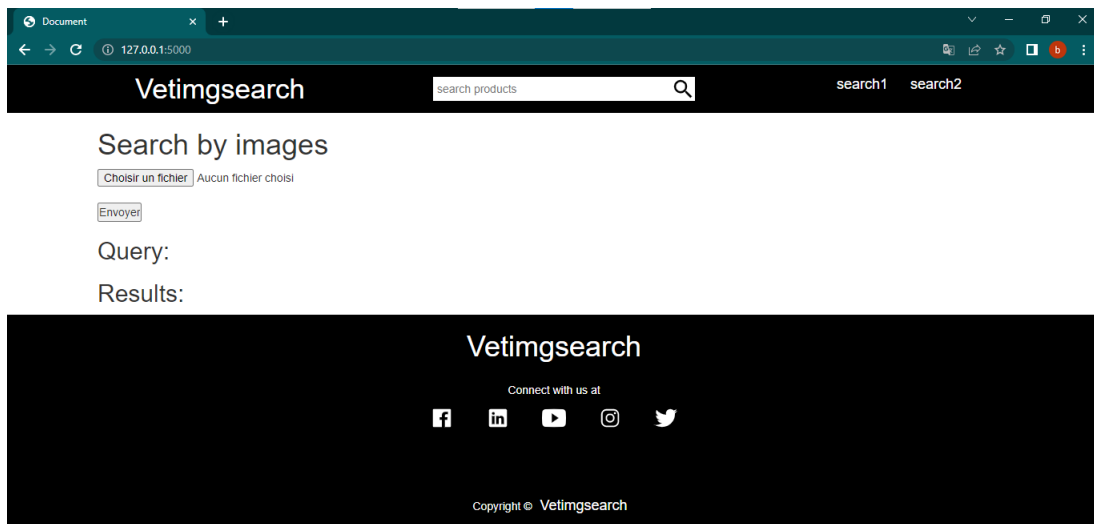 Document
127.0.0.1:5000
b
Vetimgsearch
search products
search1 search2
Search by images
Choisir un fichier Aucun fichier choisi
Envoyer
Query:
Results:
Vetimgsearch
Connect with us at
f in
Copyright © Vetimgsearch